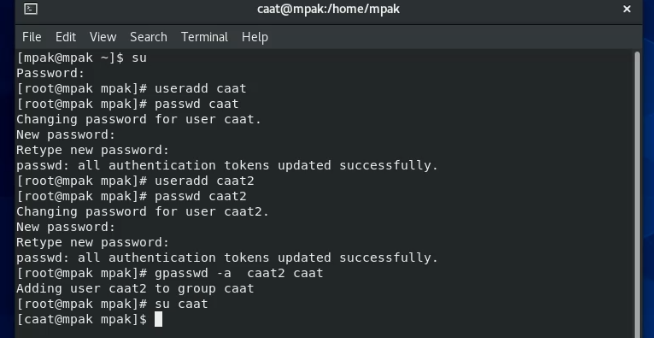 caat@mpak:/home/mpak
×
File Edit View Search Terminal Help
[mpak@mpak ~]$ su
Password:
[root@mpak mpak]# useradd caat
[root@mpak mpak]# passwd caat
Changing password for user caat.
New password:
Retype new password:
passwd: all authentication tokens updated successfully.
[root@mpak mpak]# useradd caat2
[root@mpak mpak]# passwd caat2
Changing password for user caat2.
New password:
Retype new password:
passwd: all authentication tokens updated successfully.
[root@mpak mpak]# gpasswd -a  caat2 caat
Adding user caat2 to group caat
[root@mpak mpak]# su caat
[caat@mpak mpak]$